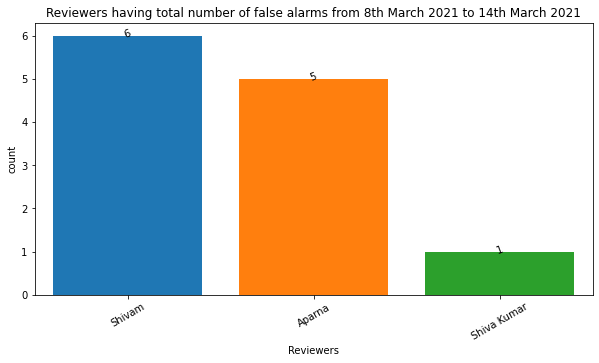 Reviewers having total number of false alarms from 8th March 2021 to 14th March 2021
6
5
4
3
2
1
0
count
6
5
1
Shivam
Aparna
Shiva Kumar
Reviewers